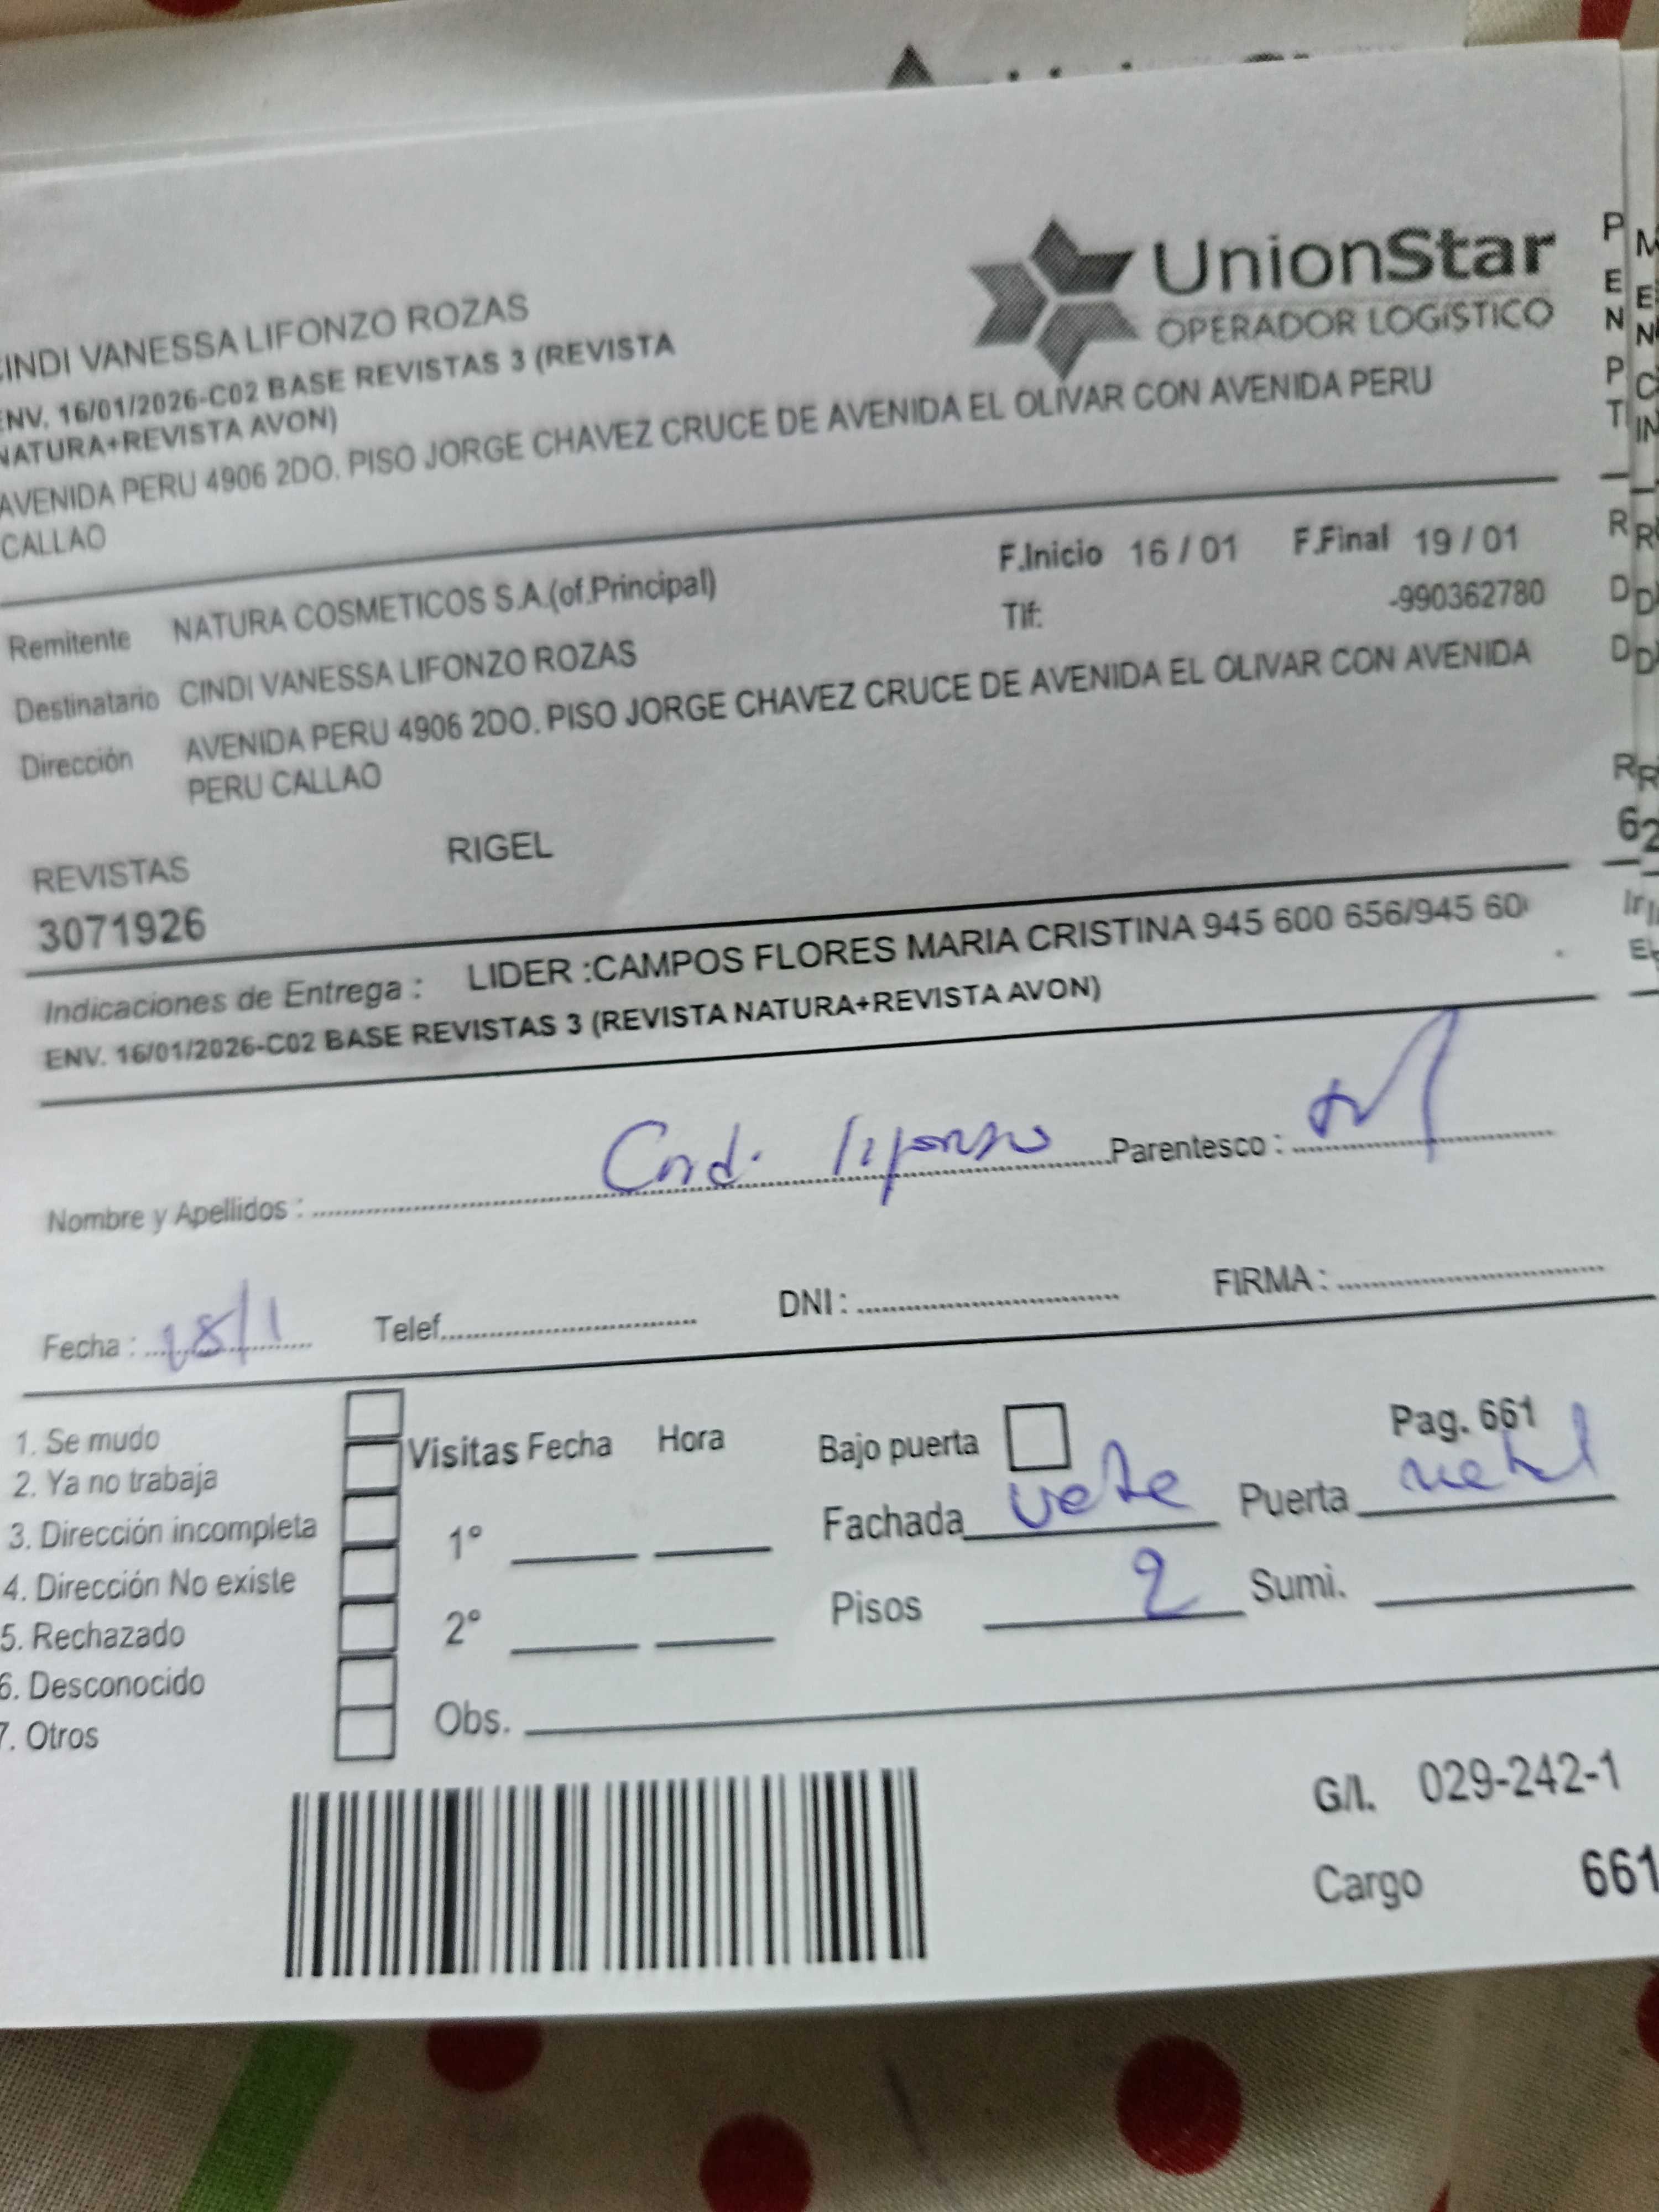 UnionStar
OPERADOR LOGÍSTICO
CINDI VANESSA LIFONZO ROZAS
ENV. 16/01/2026-C02 BASE REVISTAS 3 (REVISTA
NATURA+REVISTA AVON)
AVENIDA PERU 4906 2DO. PISO JORGE CHAVEZ CRUCE DE AVENIDA EL OLIVAR CON AVENIDA PERU
CALLAO
Remitente NATURA COSMETICOS S.A.(of.Principal) F.Inicio 16 / 01 F.Final 19 / 01
Destinatario CINDI VANESSA LIFONZO ROZAS Tlf: -990362780
Dirección AVENIDA PERU 4906 2DO. PISO JORGE CHAVEZ CRUCE DE AVENIDA EL OLIVAR CON AVENIDA
PERU CALLAO
REVISTAS RIGEL
3071926
Indicaciones de Entrega : LIDER :CAMPOS FLORES MARIA CRISTINA 945 600 656/945 60
ENV. 16/01/2026-C02 BASE REVISTAS 3 (REVISTA NATURA+REVISTA AVON)
Nombre y Apellidos : Cindi lifonzo Parentesco :
Fecha : 18/1 Telef. DNI : FIRMA :
1. Se mudo
2. Ya no trabaja
3. Dirección incompleta
4. Dirección No existe
5. Rechazado
6. Desconocido
7. Otros
Visitas Fecha Hora
1°
2°
Obs.
Bajo puerta Pag. 661
Fachada Puerta metal
Pisos 2 Sumi.
G/I. 029-242-1
Cargo 661